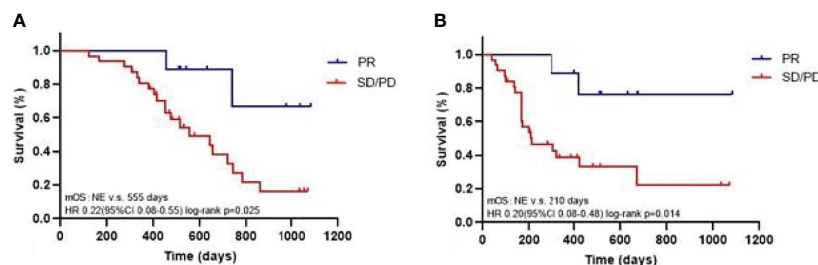 A
Survival (%)
1.0
0.8
0.6
0.4
0.2
0.0
PR
SD/PD
mOS: NE v.s. 555 days
HR 0.22(95%CI 0.08-0.55) log-rank p=0.025
0 200 400 600 800 1000 1200
Time (days)
B
Survival (%)
1.0
0.8
0.6
0.4
0.2
0.0
PR
SD/PD
mOS: NE v.s. 210 days
HR 0.20(95%CI 0.08-0.48) log-rank p=0.014
0 200 400 600 800 1000 1200
Time (days)